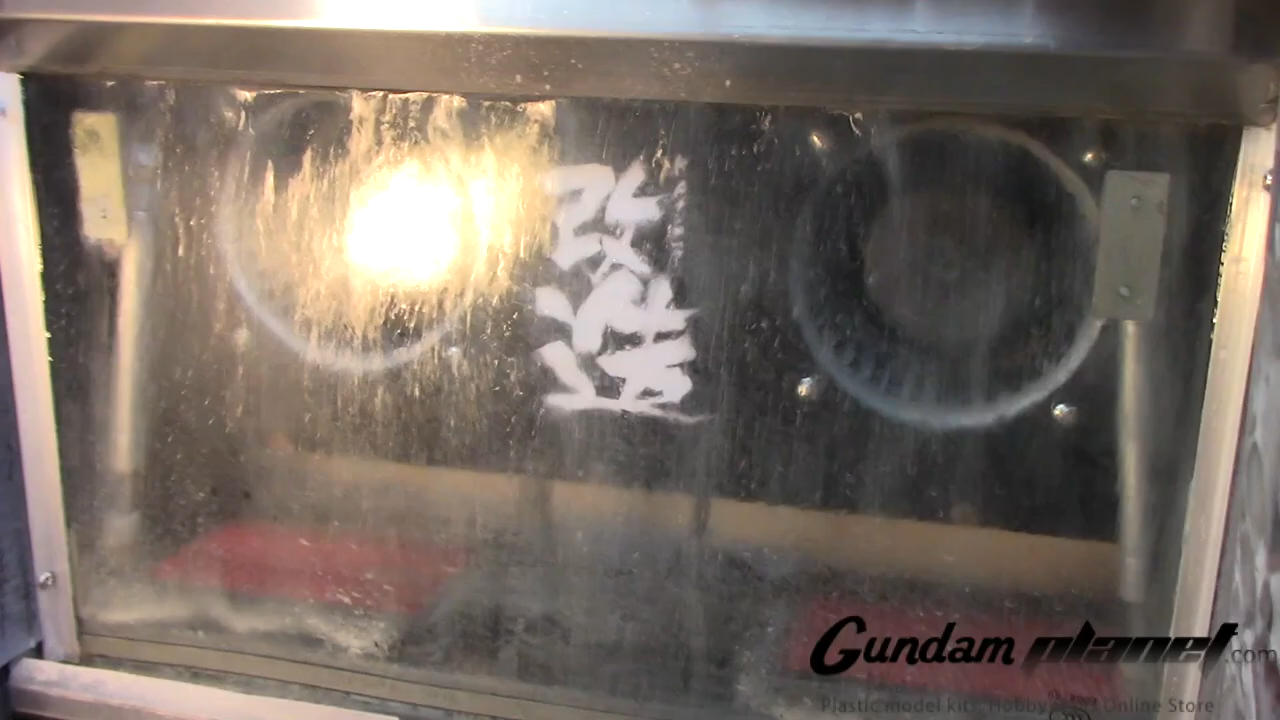 改造
Gundam planet.com
Plastic model kits, Hobby Online Store